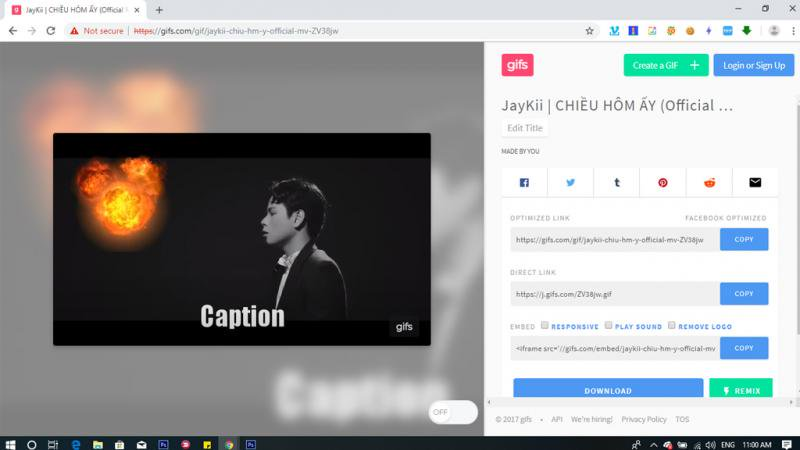 JayKii | CHIỀU HÔM ẤY (Official
Not secure | https://gifs.com/gif/jaykii-chiu-hm-y-official-mv-ZV38jw
gifs
Create a GIF +
Login or Sign Up
JayKii | CHIỀU HÔM ẤY (Official ...
Edit Title
MADE BY YOU
OPTIMIZED LINK
FACEBOOK OPTIMIZED
https://gifs.com/gif/jaykii-chiu-hm-y-official-mv-ZV38jw
COPY
DIRECT LINK
https://j.gifs.com/ZV38jw.gif
COPY
EMBED RESPONSIVE PLAY SOUND REMOVE LOGO
<iframe src='//gifs.com/embed/jaykii-chiu-hm-y-official-mv
COPY
DOWNLOAD
REMIX
Caption
gifs
Caption
OFF
© 2017 gifs • API We're hiring! Privacy Policy TOS
ENG 11:00 AM